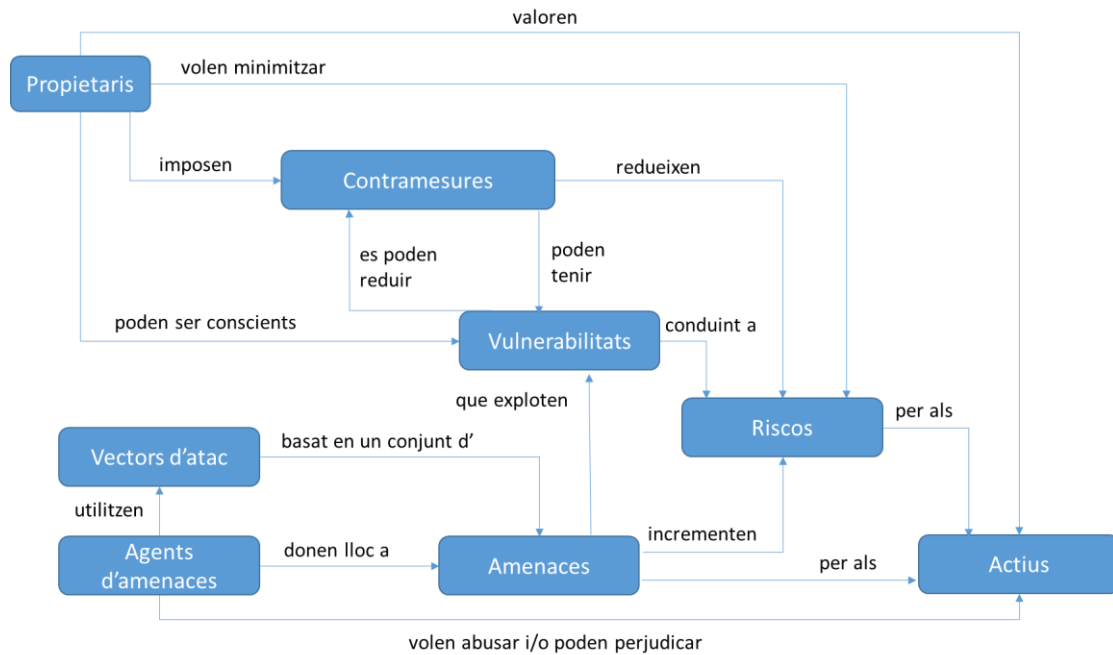 valoren
Propietaris
volen minimitzar
imposen
Contramesures
redueixen
es poden
reduir
poden
tenir
poden ser conscients
Vulnerabilitats
conduint a
que exploten
Riscos
per als
Vectors d’atac
basat en un conjunt d’
utilitzen
Agents
d’amenaces
donen lloc a
Amenaces
incrementen
per als
Actius
volen abusar i/o poden perjudicar